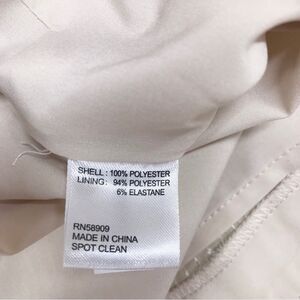 SHELL : 100% POLYESTER
LINING: 94% POLYESTER
6% ELASTANE
RN58909
MADE IN CHINA
SPOT CLEAN